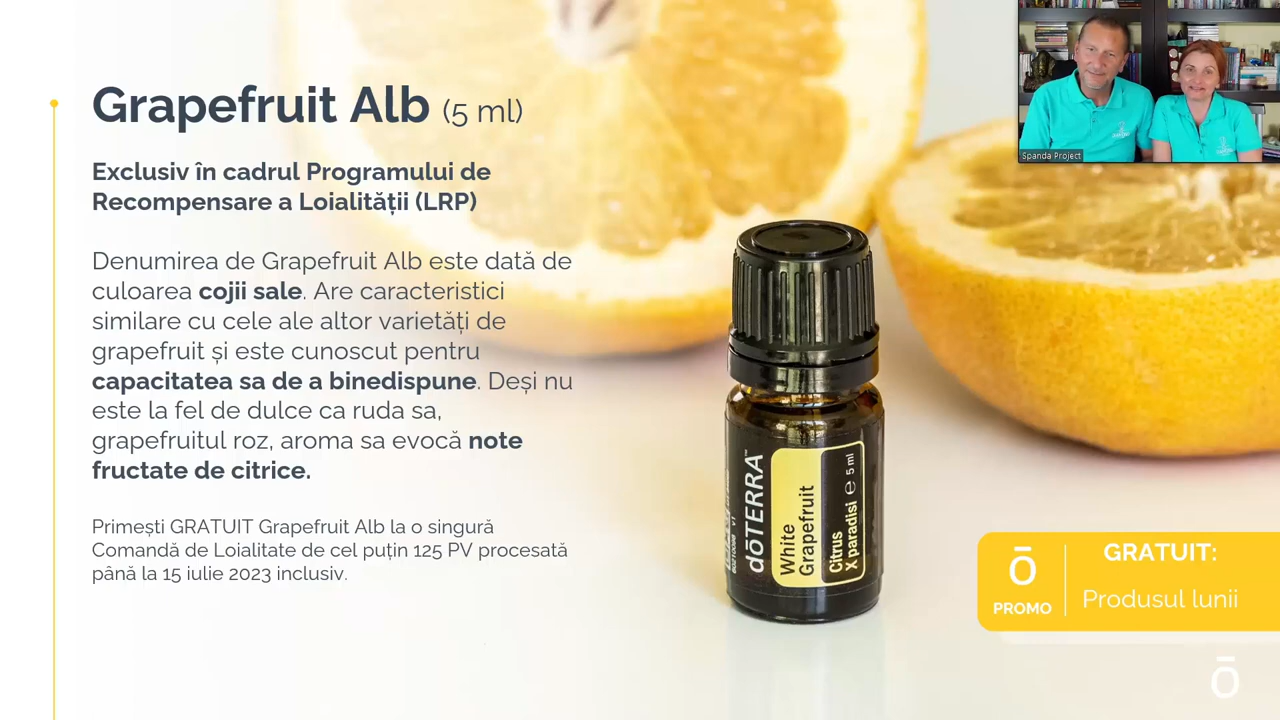 Grapefruit Alb (5 ml)
Exclusiv în cadrul Programului de
Recompensare a Loialității (LRP)
Denumirea de Grapefruit Alb este dată de
culoarea cojii sale. Are caracteristici
similare cu cele ale altor varietăți de
grapefruit și este cunoscut pentru
capacitatea sa de a binedispune. Deși nu
este la fel de dulce ca ruda sa,
grapefruitul roz, aroma sa evocă note
fructate de citrice.
Primești GRATUIT Grapefruit Alb la o singură
Comandă de Loialitate de cel puțin 125 PV procesată
până la 15 iulie 2023 inclusiv.
Spanda Project
dōTERRA™
White
Grapefruit
Citrus
X paradisi ℮ 5 ml
ō
PROMO
GRATUIT:
Produsul lunii
ō